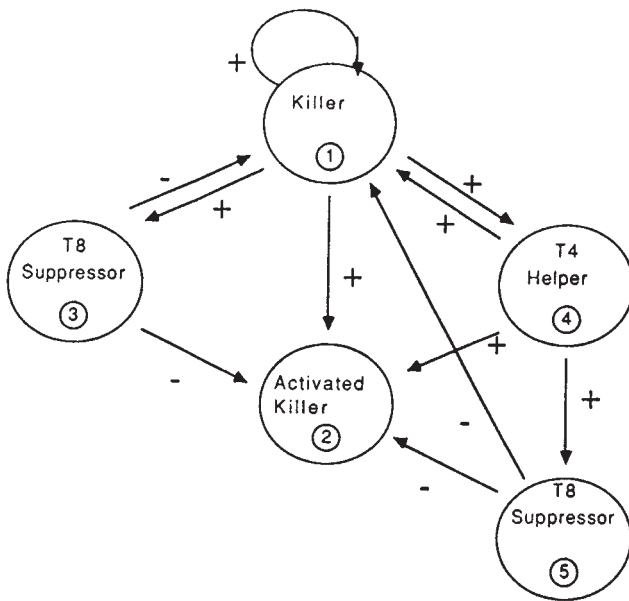 +
Killer
1
-
+
+
+
T8
Suppressor
3
T4
Helper
4
+
+
-
Activated
Killer
2
+
-
-
T8
Suppressor
5